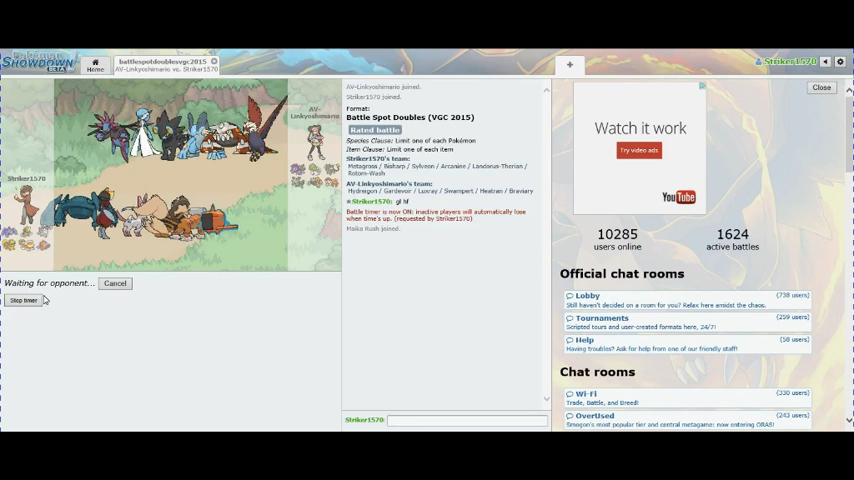 Pokémon
SHOWDOWN
BETA
Home
battlespotdoublesvgc2015
AV-Linkyoshimario vs. Striker1570
+
Striker1570
AV-
Linkyoshimario
Striker1570
Waiting for opponent...
Cancel
Stop timer
AV-Linkyoshimario joined.
Striker1570 joined.
Format:
Battle Spot Doubles (VGC 2015)
Rated battle
Species Clause: Limit one of each Pokémon
Item Clause: Limit one of each item
Striker1570's team:
Metagross / Bisharp / Sylveon / Arcanine / Landorus-Therian /
Rotom-Wash
AV-Linkyoshimario's team:
Hydreigon / Gardevoir / Luxray / Swampert / Heatran / Braviary
★Striker1570: gl hf
Battle timer is now ON: inactive players will automatically lose
when time's up. (requested by Striker1570)
Maika Rush joined.
Striker1570:
Close
Watch it work
Try video ads
YouTube
10285
users online
1624
active battles
Official chat rooms
Lobby
(738 users)
Still haven't decided on a room for you? Relax here amidst the chaos.
Tournaments
(259 users)
Scripted tours and user-created formats here, 24/7!
Help
(58 users)
Having troubles? Ask for help from one of our friendly staff!
Chat rooms
Wi-Fi
(330 users)
Trade, Battle, and Breed!
OverUsed
(243 users)
Smogon's most popular tier and central metagame: now entering ORAS!